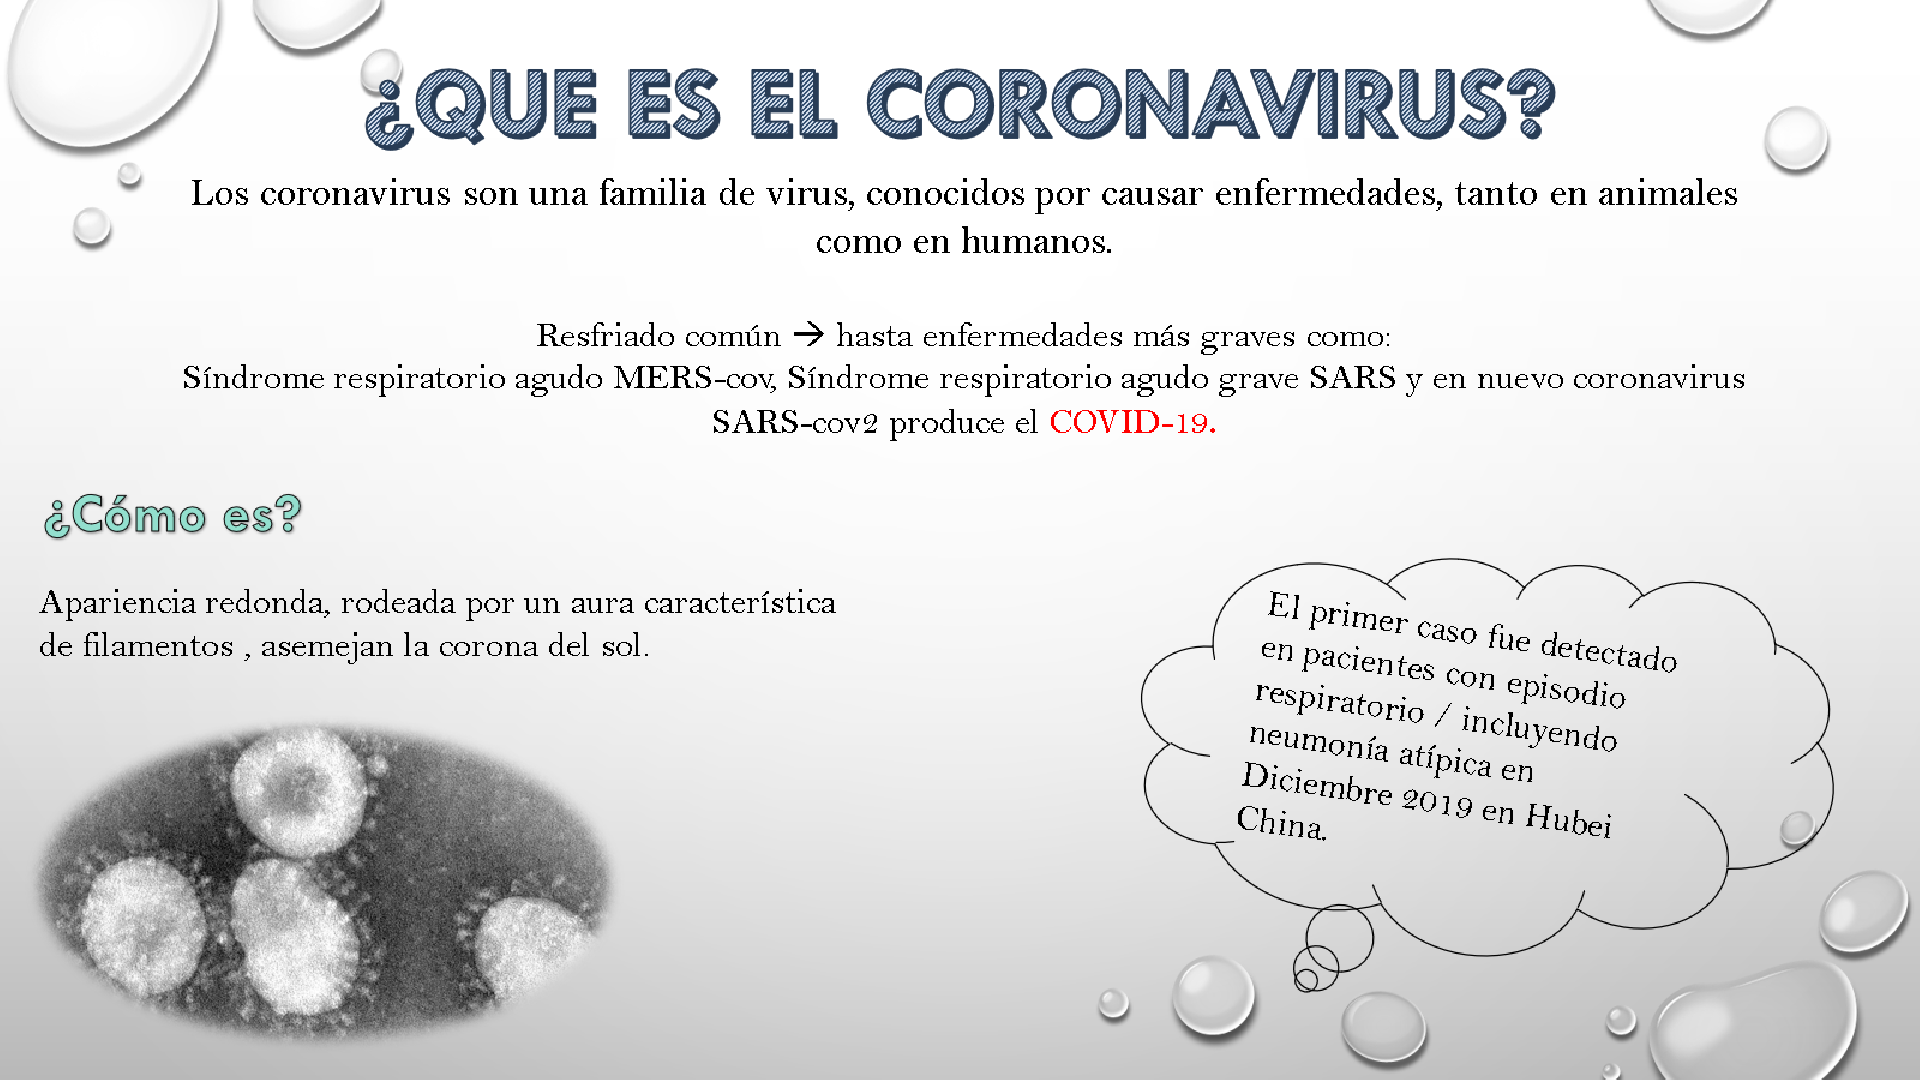 ¿QUE ES EL CORONAVIRUS?
Los coronavirus son una familia de virus, conocidos por causar enfermedades, tanto en animales
como en humanos.
Resfriado común → hasta enfermedades más graves como:
Síndrome respiratorio agudo MERS-cov, Síndrome respiratorio agudo grave SARS y en nuevo coronavirus
SARS-cov2 produce el COVID-19.
¿Cómo es?
Apariencia redonda, rodeada por un aura característica
de filamentos , asemejan la corona del sol.
El primer caso fue detectado
en pacientes con episodio
respiratorio / incluyendo
neumonía atípica en
Diciembre 2019 en Hubei
China.